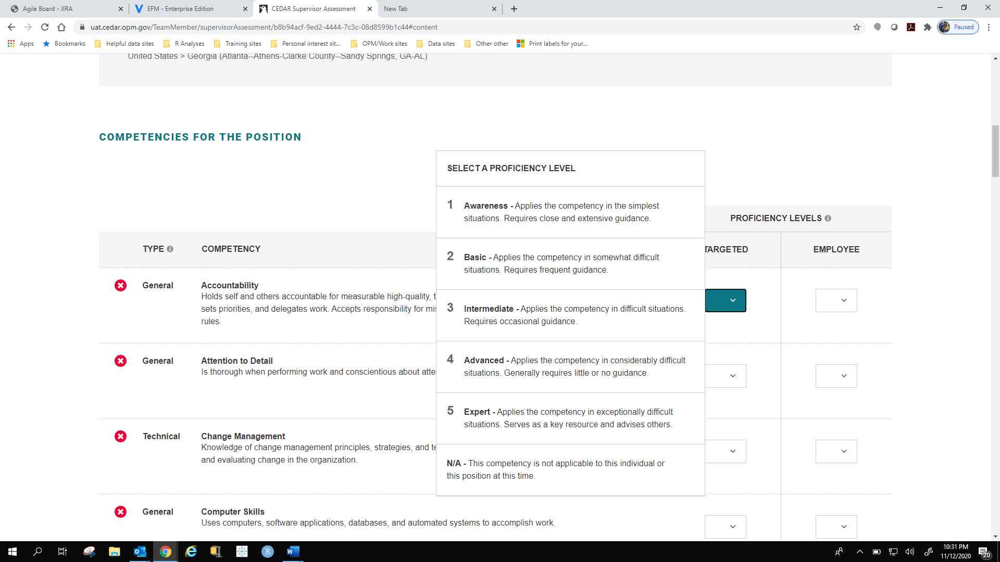 Agile Board - JIRA
EFM - Enterprise Edition
CEDAR Supervisor Assessment
New Tab
uat.cedar.opm.gov/TeamMember/supervisorAssessment/b8b94acf-9ed2-4444-7c3c-08d8599b1c44#content
Paused
Apps
Bookmarks
Helpful data sites
R Analyses
Training sites
Personal interest sit...
OPM/Work sites
Data sites
Other other
Print labels for your...
United States > Georgia (Atlanta--Athens-Clarke County--Sandy Springs, GA-AL)
COMPETENCIES FOR THE POSITION
SELECT A PROFICIENCY LEVEL
1 Awareness - Applies the competency in the simplest
situations. Requires close and extensive guidance.
2 Basic - Applies the competency in somewhat difficult
situations. Requires frequent guidance.
3 Intermediate - Applies the competency in difficult situations.
Requires occasional guidance.
4 Advanced - Applies the competency in considerably difficult
situations. Generally requires little or no guidance.
5 Expert - Applies the competency in exceptionally difficult
situations. Serves as a key resource and advises others.
N/A - This competency is not applicable to this individual or
this position at this time.
PROFICIENCY LEVELS
TYPE
COMPETENCY
TARGETED
EMPLOYEE
General
Accountability
Holds self and others accountable for measurable high-quality, t
sets priorities, and delegates work. Accepts responsibility for mis
rules.
General
Attention to Detail
Is thorough when performing work and conscientious about atte
Technical
Change Management
Knowledge of change management principles, strategies, and te
and evaluating change in the organization.
General
Computer Skills
Uses computers, software applications, databases, and automated systems to accomplish work.
10:31 PM
11/12/2020
20